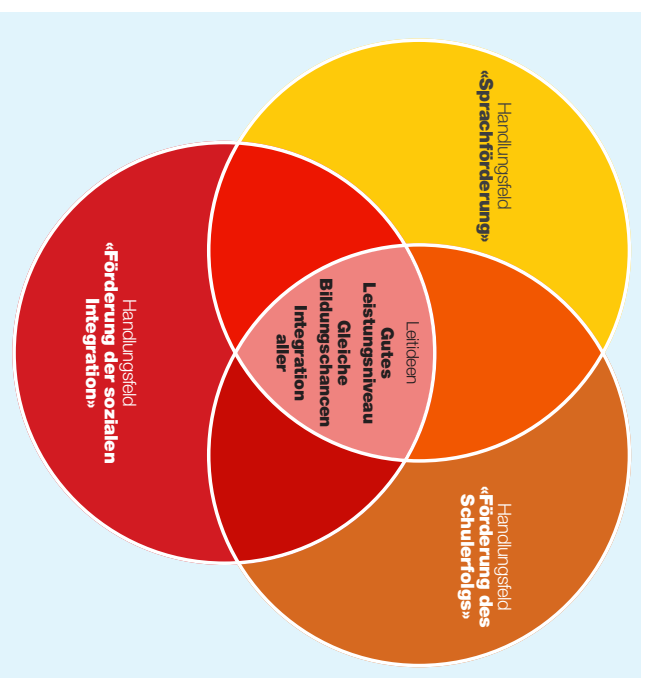 Handlungsfeld
«Sprachförderung»
Handlungsfeld
«Förderung des
Schulerfolgs»
Leitideen
Gutes
Leistungsniveau
Gleiche
Bildungschancen
Integration
aller
Handlungsfeld
«Förderung der sozialen
Integration»